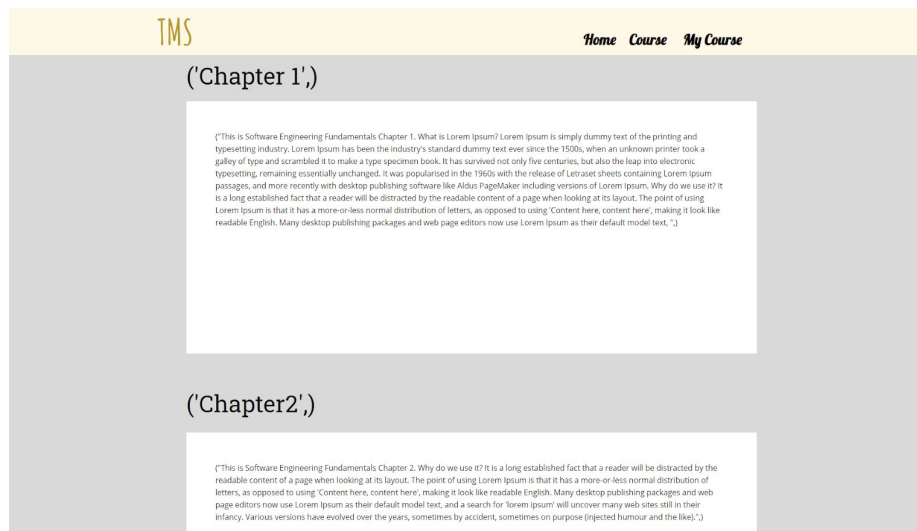 TMS
Home Course My Course
('Chapter 1',)
("This is Software Engineering Fundamentals Chapter 1. What is Lorem Ipsum? Lorem Ipsum is simply dummy text of the printing and
typesetting industry. Lorem Ipsum has been the industry's standard dummy text ever since the 1500s, when an unknown printer took a
galley of type and scrambled it to make a type specimen book. It has survived not only five centuries, but also the leap into electronic
typesetting, remaining essentially unchanged. It was popularised in the 1960s with the release of Letraset sheets containing Lorem Ipsum
passages, and more recently with desktop publishing software like Aldus PageMaker including versions of Lorem Ipsum. Why do we use it? It
is a long established fact that a reader will be distracted by the readable content of a page when looking at its layout. The point of using
Lorem Ipsum is that it has a more-or-less normal distribution of letters, as opposed to using 'Content here, content here', making it look like
readable English. Many desktop publishing packages and web page editors now use Lorem Ipsum as their default model text, ",)
('Chapter2',)
("This is Software Engineering Fundamentals Chapter 2. Why do we use it? It is a long established fact that a reader will be distracted by the
readable content of a page when looking at its layout. The point of using Lorem Ipsum is that it has a more-or-less normal distribution of
letters, as opposed to using 'Content here, content here', making it look like readable English. Many desktop publishing packages and web
page editors now use Lorem Ipsum as their default model text, and a search for 'lorem ipsum' will uncover many web sites still in their
infancy. Various versions have evolved over the years, sometimes by accident, sometimes on purpose (injected humour and the like).",)